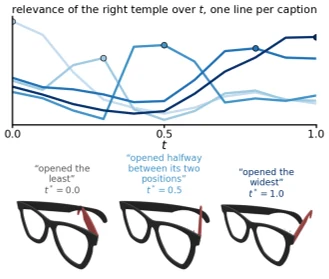 relevance of the right temple over t, one line per caption
0.0 0.5 1.0
t
"opened the
least"
t* = 0.0
"opened halfway
between its two
positions"
t* = 0.5
"opened the
widest"
t* = 1.0